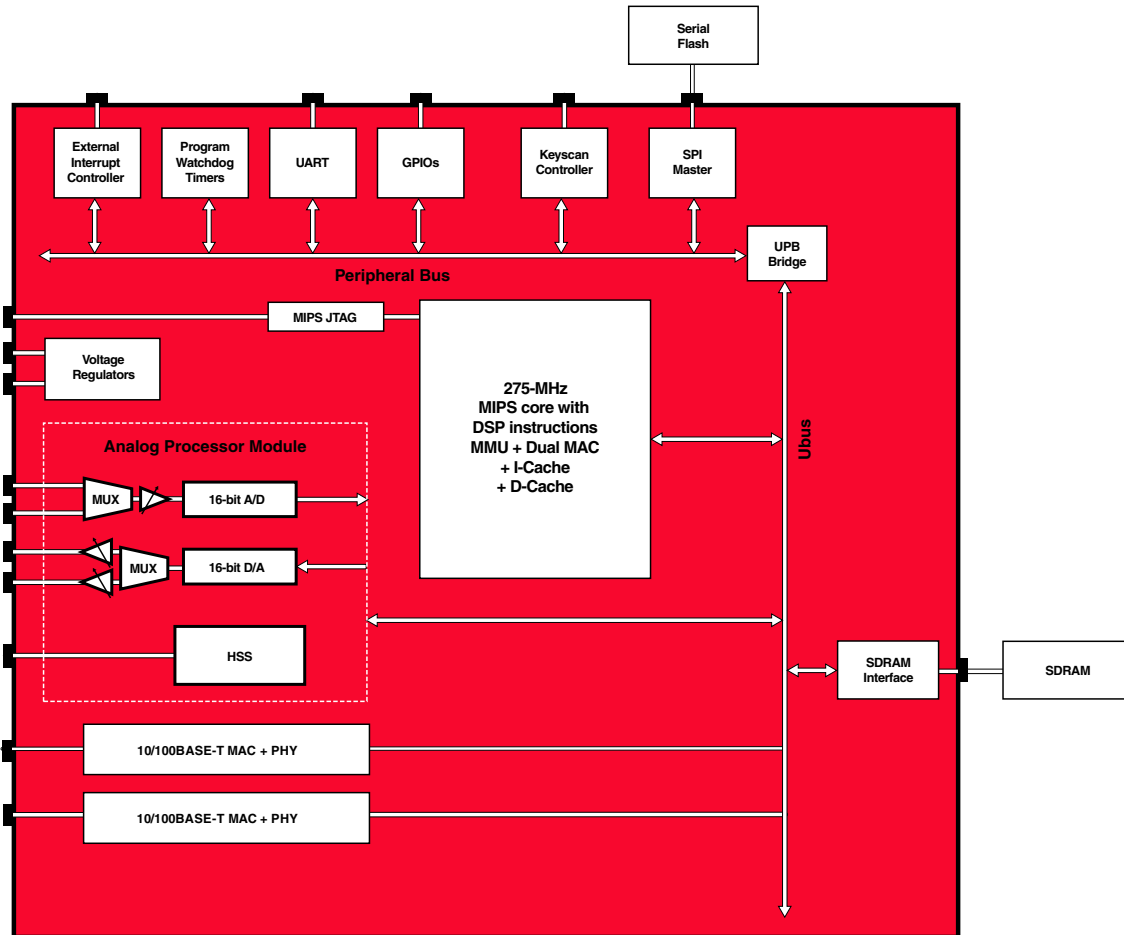 Serial
Flash
External
Interrupt
Controller
Program
Watchdog
Timers
UART
GPIOs
Keyscan
Controller
SPI
Master
UPB
Bridge
Peripheral Bus
MIPS JTAG
Voltage
Regulators
275-MHz
MIPS core with
DSP instructions
MMU + Dual MAC
+ I-Cache
+ D-Cache
Ubus
Analog Processor Module
MUX
16-bit A/D
MUX
16-bit D/A
HSS
SDRAM
Interface
SDRAM
10/100BASE-T MAC + PHY
10/100BASE-T MAC + PHY